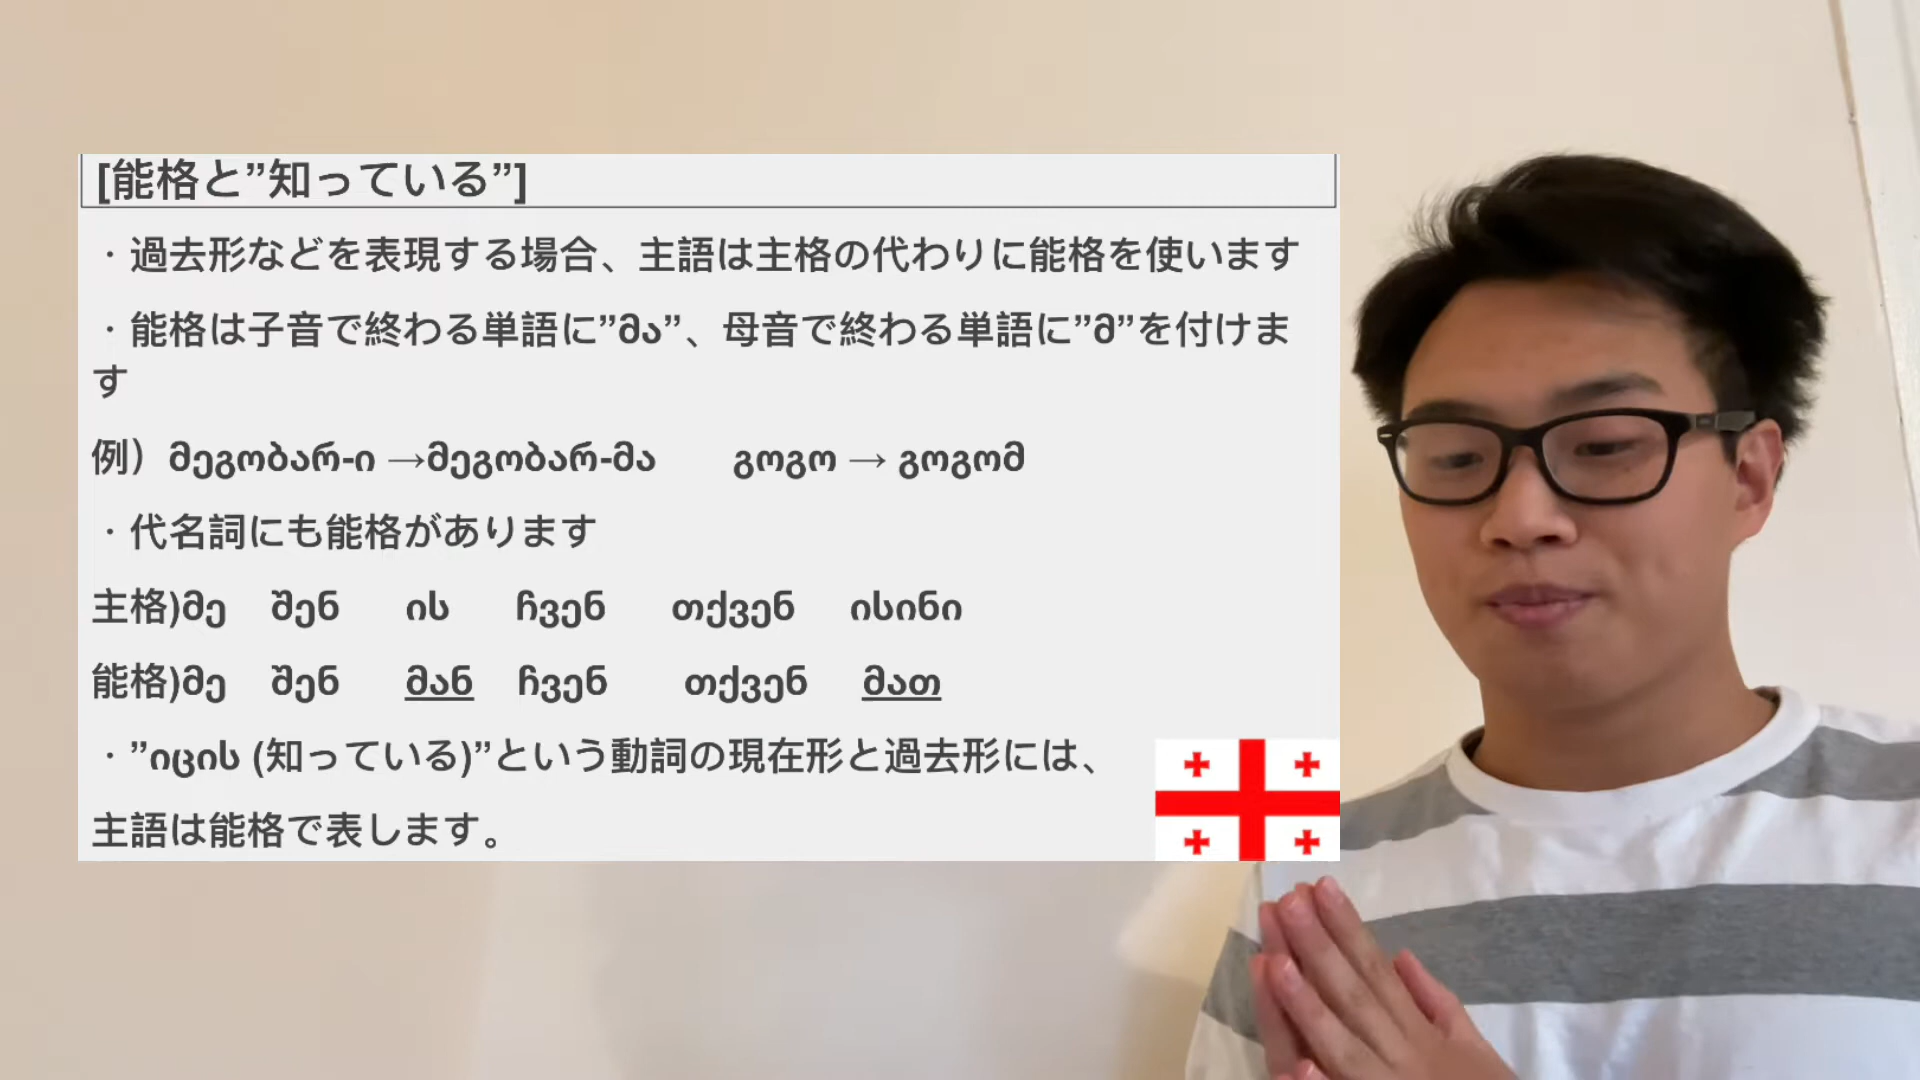 [能格と”知っている”]
・過去形などを表現する場合、主語は主格の代わりに能格を使います
・能格は子音で終わる単語に”მა”、母音で終わる単語に”მ”を付けま
す
例）მეგობარ-ი →მეგობარ-მა გოგო → გოგომ
・代名詞にも能格があります
主格)მე შენ ის ჩვენ თქვენ ისინი
能格)მე შენ მან ჩვენ თქვენ მათ
・”იცის (知っている)”という動詞の現在形と過去形には、
主語は能格で表します。